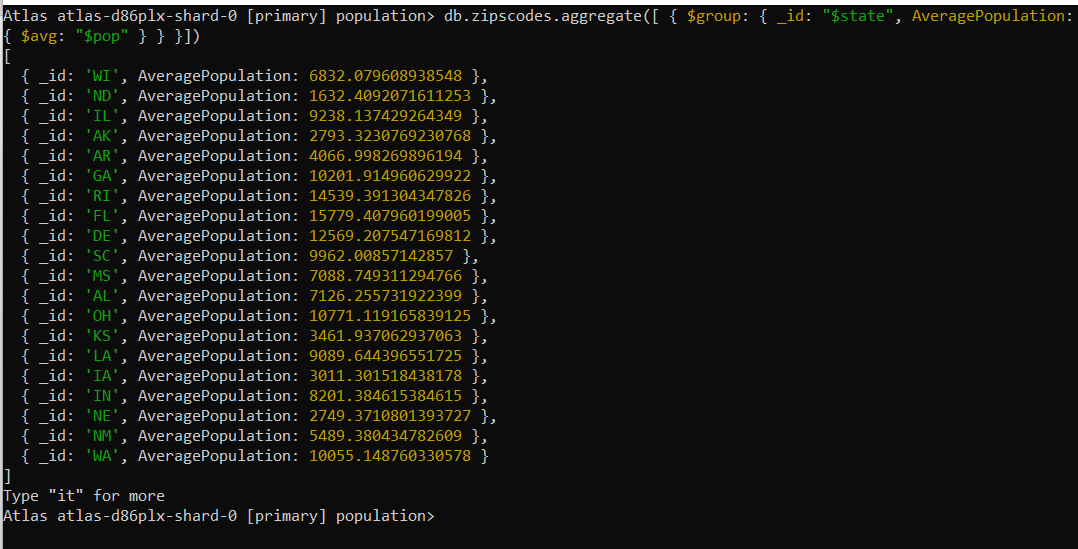 Atlas atlas-d86plx-shard-0 [primary] population> db.zipscodes.aggregate([ { $group: { _id: "$state", AveragePopulation:
{ $avg: "$pop" } } }])
[
  { _id: 'WI', AveragePopulation: 6832.079608938548 },
  { _id: 'ND', AveragePopulation: 1632.4092071611253 },
  { _id: 'IL', AveragePopulation: 9238.137429264349 },
  { _id: 'AK', AveragePopulation: 2793.3230769230768 },
  { _id: 'AR', AveragePopulation: 4066.998269896194 },
  { _id: 'GA', AveragePopulation: 10201.914960629922 },
  { _id: 'RI', AveragePopulation: 14539.391304347826 },
  { _id: 'FL', AveragePopulation: 15779.407960199005 },
  { _id: 'DE', AveragePopulation: 12569.207547169812 },
  { _id: 'SC', AveragePopulation: 9962.00857142857 },
  { _id: 'MS', AveragePopulation: 7088.749311294766 },
  { _id: 'AL', AveragePopulation: 7126.255731922399 },
  { _id: 'OH', AveragePopulation: 10771.119165839125 },
  { _id: 'KS', AveragePopulation: 3461.937062937063 },
  { _id: 'LA', AveragePopulation: 9089.644396551725 },
  { _id: 'IA', AveragePopulation: 3011.301518438178 },
  { _id: 'IN', AveragePopulation: 8201.384615384615 },
  { _id: 'NE', AveragePopulation: 2749.3710801393727 },
  { _id: 'NM', AveragePopulation: 5489.380434782609 },
  { _id: 'WA', AveragePopulation: 10055.148760330578 }
]
Type "it" for more
Atlas atlas-d86plx-shard-0 [primary] population>